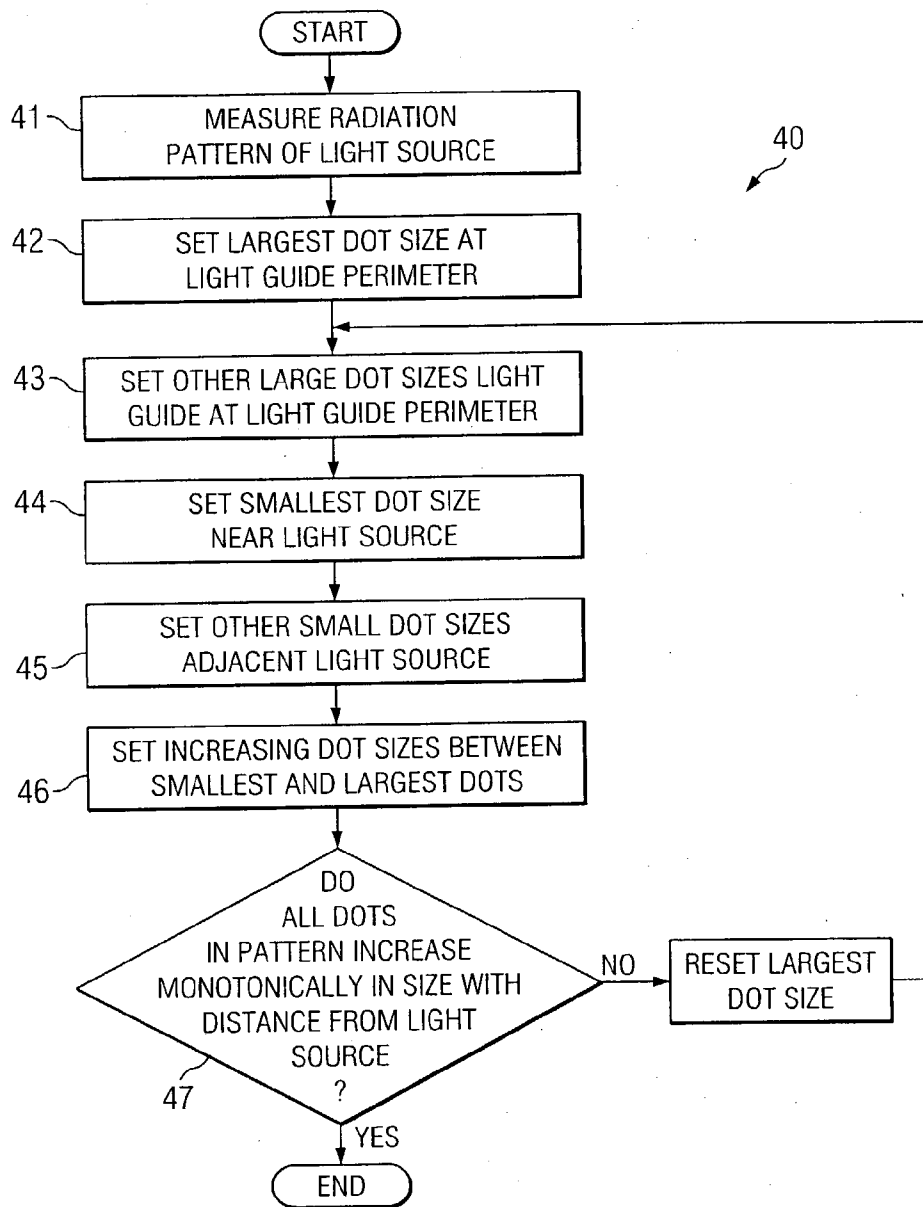 START
41
MEASURE RADIATION
PATTERN OF LIGHT SOURCE
40
42
SET LARGEST DOT SIZE AT
LIGHT GUIDE PERIMETER
43
SET OTHER LARGE DOT SIZES LIGHT
GUIDE AT LIGHT GUIDE PERIMETER
44
SET SMALLEST DOT SIZE
NEAR LIGHT SOURCE
45
SET OTHER SMALL DOT SIZES
ADJACENT LIGHT SOURCE
46
SET INCREASING DOT SIZES BETWEEN
SMALLEST AND LARGEST DOTS
DO
ALL DOTS
IN PATTERN INCREASE
MONOTONICALLY IN SIZE WITH
DISTANCE FROM LIGHT
SOURCE
?
47
NO
RESET LARGEST
DOT SIZE
YES
END